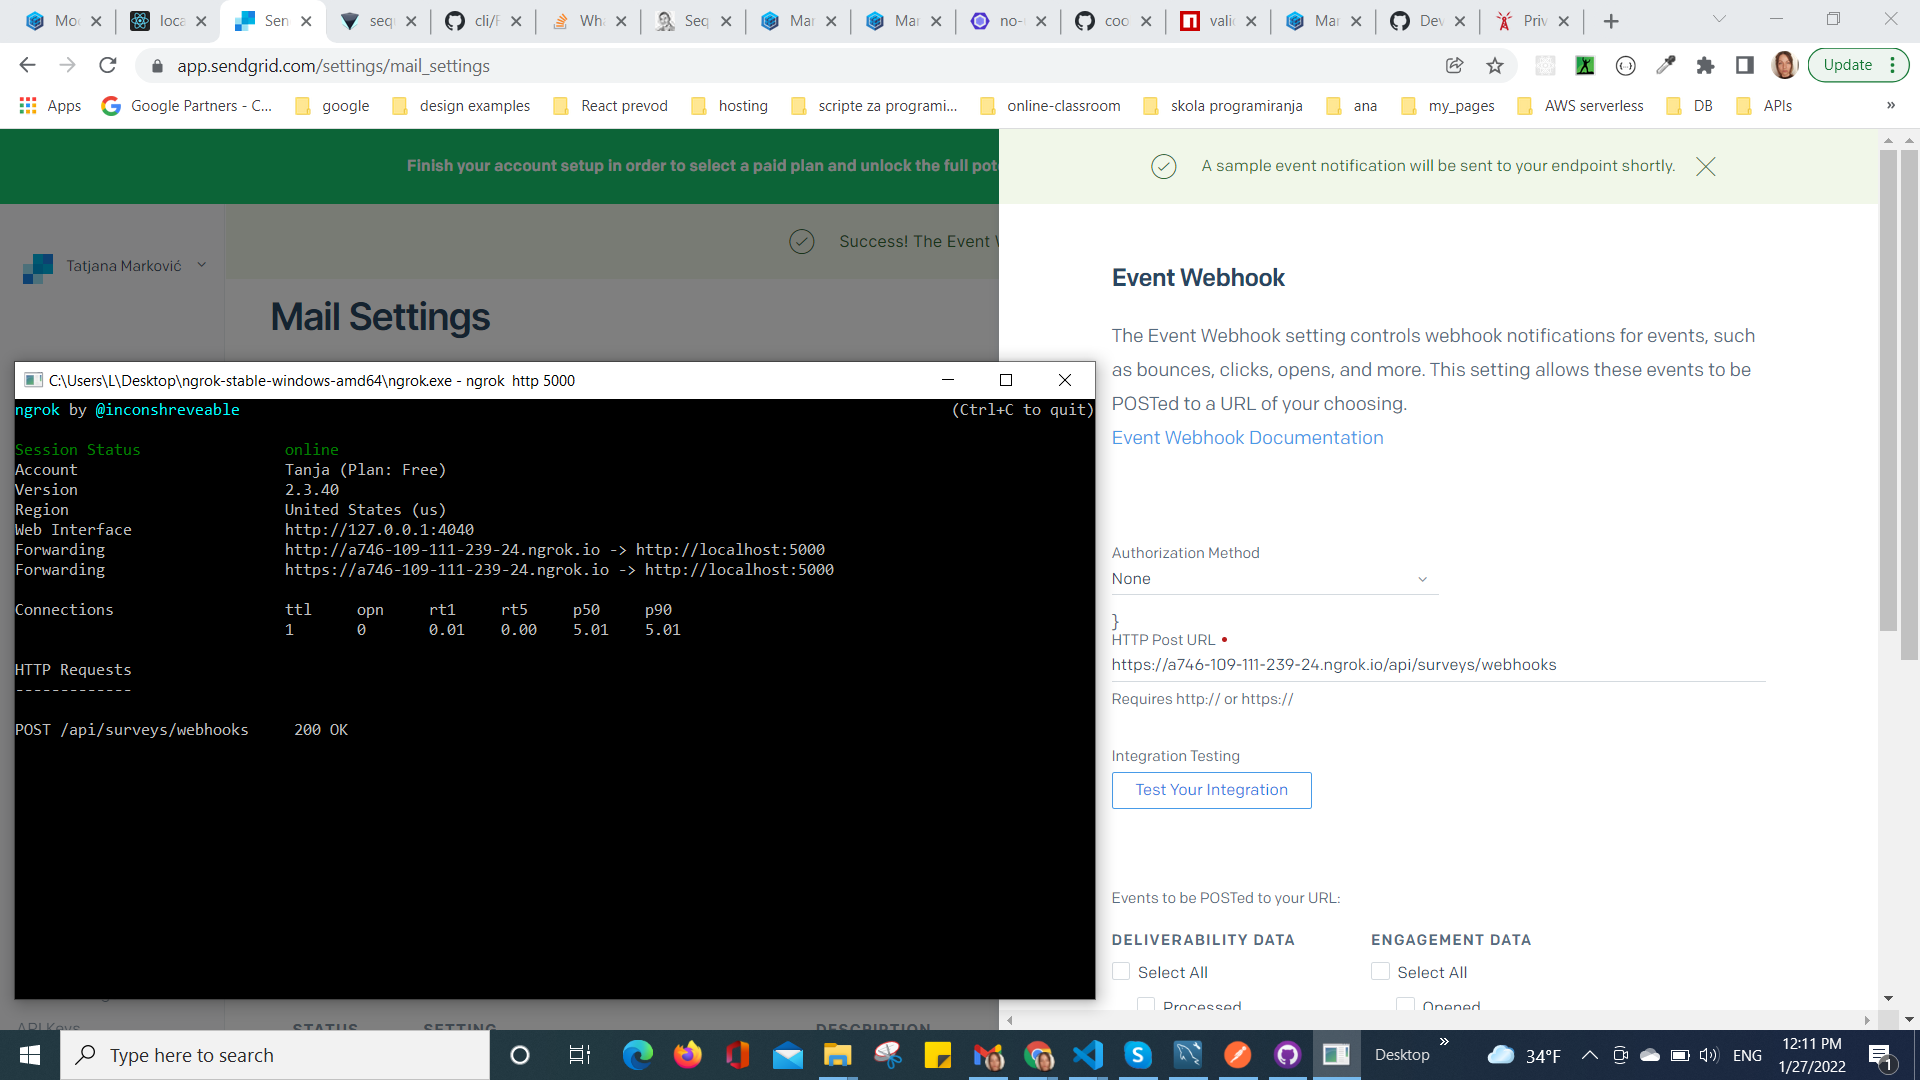 Moc
loca
Sen
sequ
cli/F
Wha
Seq
Mar
Mar
no-
coo
valid
Mar
Dev
Priv
app.sendgrid.com/settings/mail_settings
Update
Apps
Google Partners - C...
google
design examples
React prevod
hosting
scripte za programi...
online-classroom
skola programiranja
ana
my_pages
AWS serverless
DB
APIs
»
Finish your account setup in order to select a paid plan and unlock the full pote
A sample event notification will be sent to your endpoint shortly.
Success! The Event W
Tatjana Marković
Mail Settings
Event Webhook
The Event Webhook setting controls webhook notifications for events, such
as bounces, clicks, opens, and more. This setting allows these events to be
POSTed to a URL of your choosing.
Event Webhook Documentation
C:\Users\L\Desktop\ngrok-stable-windows-amd64\ngrok.exe - ngrok http 5000
ngrok by @inconshreveable (Ctrl+C to quit)
Session Status online
Account Tanja (Plan: Free)
Version 2.3.40
Region United States (us)
Web Interface http://127.0.0.1:4040
Forwarding http://a746-109-111-239-24.ngrok.io -> http://localhost:5000
Forwarding https://a746-109-111-239-24.ngrok.io -> http://localhost:5000
Connections ttl opn rt1 rt5 p50 p90
1 0 0.01 0.00 5.01 5.01
HTTP Requests
-------------
POST /api/surveys/webhooks 200 OK
Authorization Method
None
}
HTTP Post URL •
https://a746-109-111-239-24.ngrok.io/api/surveys/webhooks
Requires http:// or https://
Integration Testing
Test Your Integration
Events to be POSTed to your URL:
DELIVERABILITY DATA
ENGAGEMENT DATA
Select All
Select All
Processed
Opened
API Keys
STATUS
SETTING
DESCRIPTION
Type here to search
Desktop
»
34°F
ENG
12:11 PM
1/27/2022
1